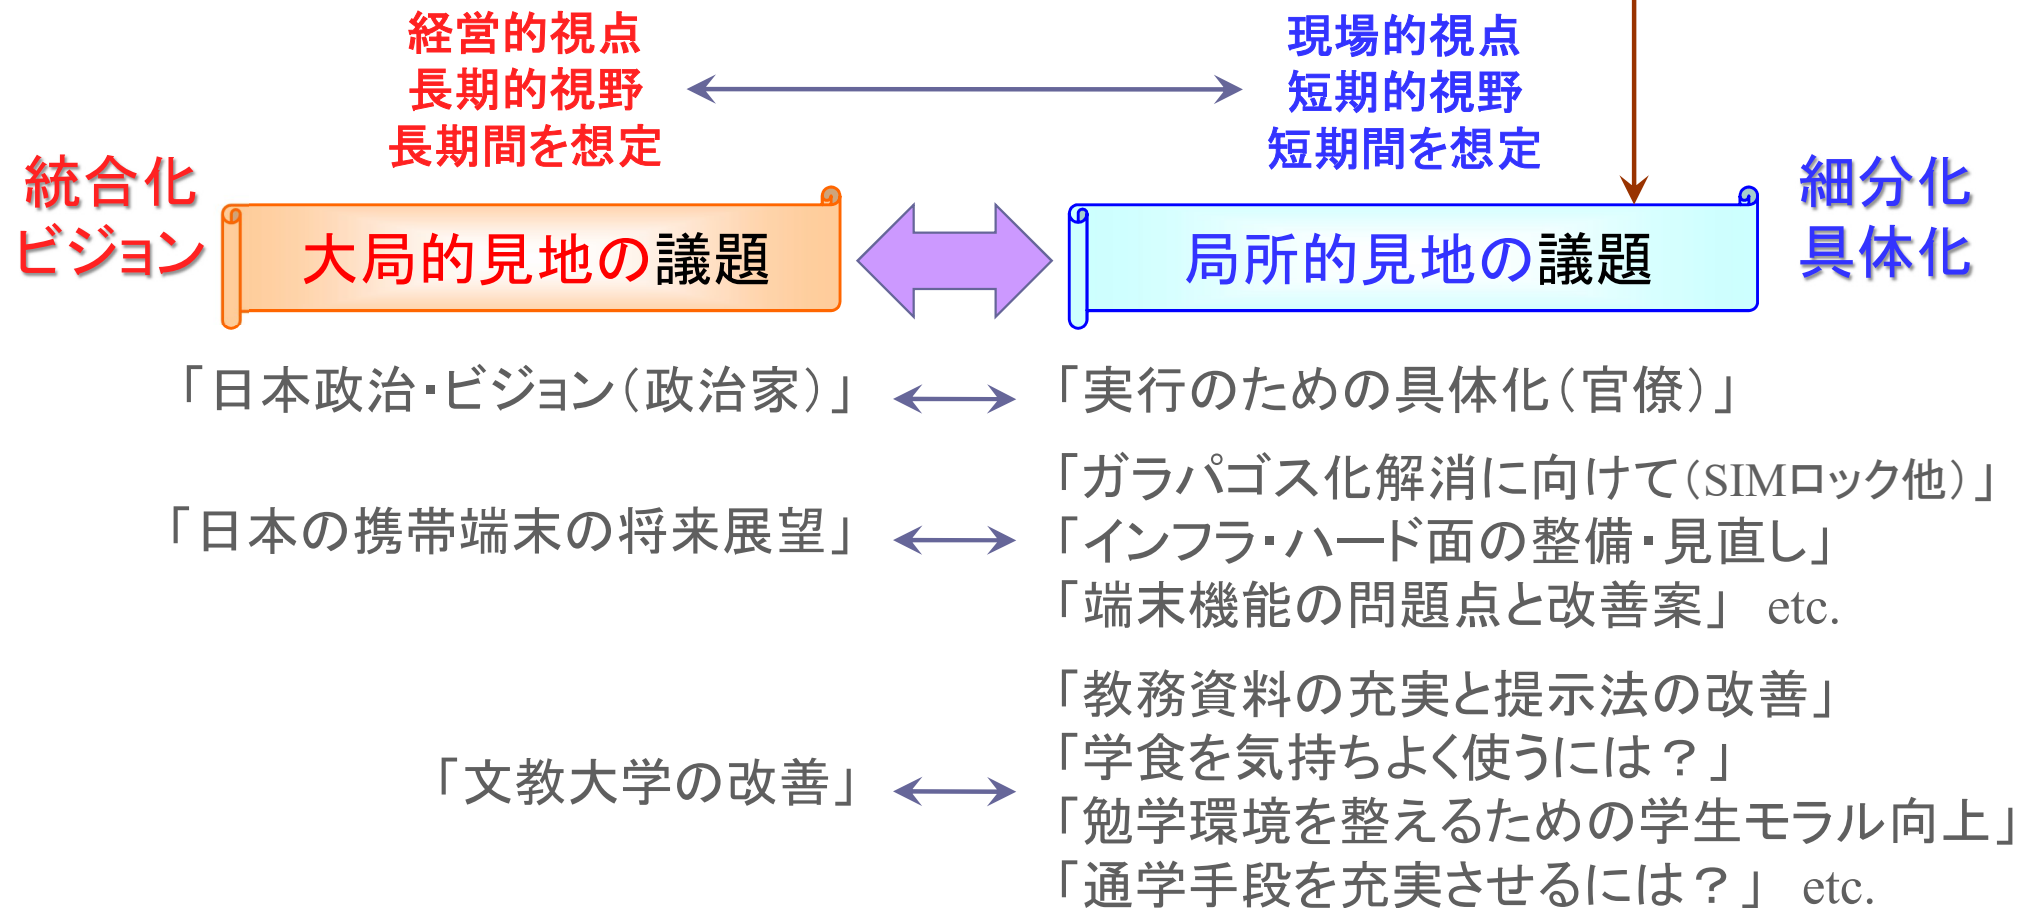 経営的視点
長期的視野
長期間を想定
現場的視点
短期的視野
短期間を想定
統合化
ビジョン
大局的見地の議題
局所的見地の議題
細分化
具体化
「日本政治・ビジョン（政治家）」
「実行のための具体化（官僚）」
「日本の携帯端末の将来展望」
「ガラパゴス化解消に向けて（SIMロック他）」
「インフラ・ハード面の整備・見直し」
「端末機能の問題点と改善案」 etc.
「文教大学の改善」
「教務資料の充実と提示法の改善」
「学食を気持ちよく使うには？」
「勉学環境を整えるための学生モラル向上」
「通学手段を充実させるには？」 etc.